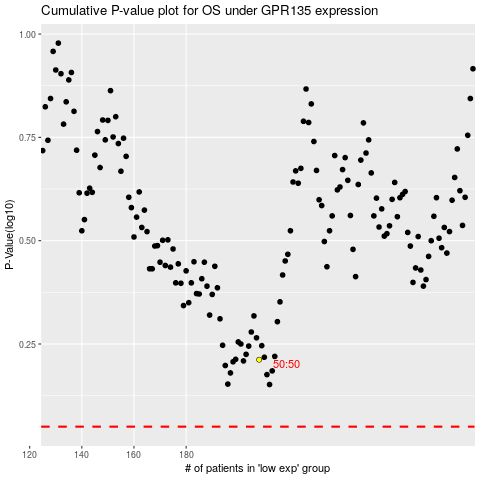 Cumulative P-value plot for OS under GPR135 expression
1.00
0.75
0.50
0.25
P-Value(log10)
50:50
120 140 160 180
# of patients in 'low exp' group